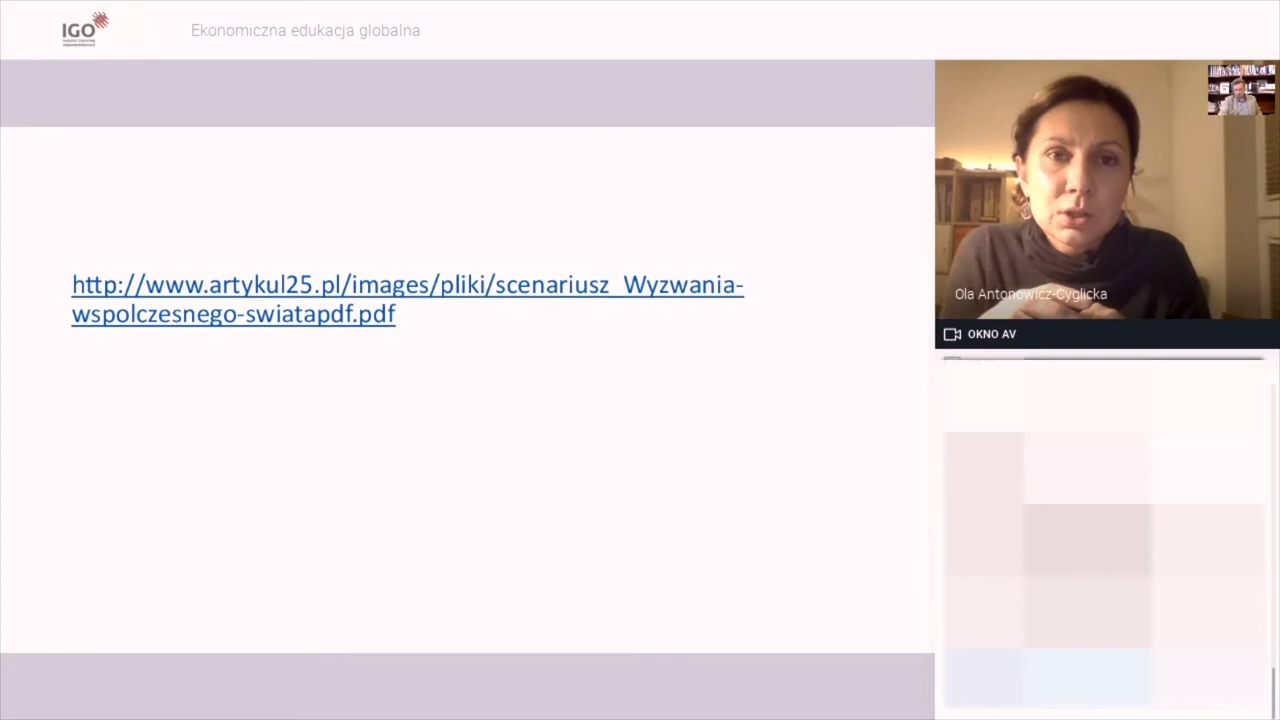 IGO
Ekonomiczna edukacja globalna
http://www.artykul25.pl/images/pliki/scenariusz_Wyzwania-
wspolczesnego-swiatapdf.pdf
Ola Antonowicz-Cyglicka
OKNO AV